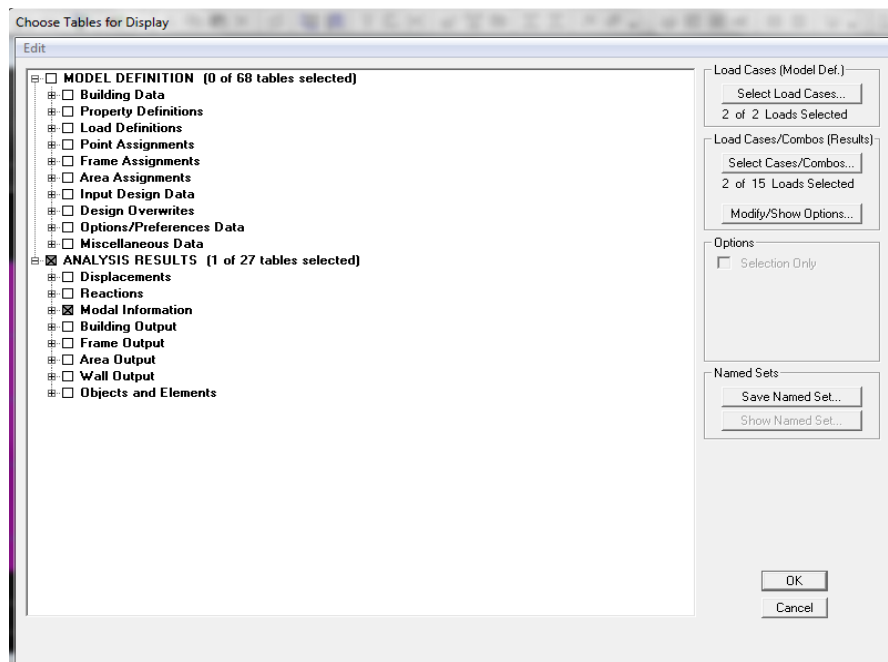 Choose Tables for Display
Edit
MODEL DEFINITION (0 of 68 tables selected)
Building Data
Property Definitions
Load Definitions
Point Assignments
Frame Assignments
Area Assignments
Input Design Data
Design Overwrites
Options/Preferences Data
Miscellaneous Data
ANALYSIS RESULTS (1 of 27 tables selected)
Displacements
Reactions
Modal Information
Building Output
Frame Output
Area Output
Wall Output
Objects and Elements
Load Cases (Model Def.)
Select Load Cases...
2 of 2 Loads Selected
Load Cases/Combos (Results)
Select Cases/Combos...
2 of 15 Loads Selected
Modify/Show Options...
Options
Selection Only
Named Sets
Save Named Set...
Show Named Set...
OK
Cancel